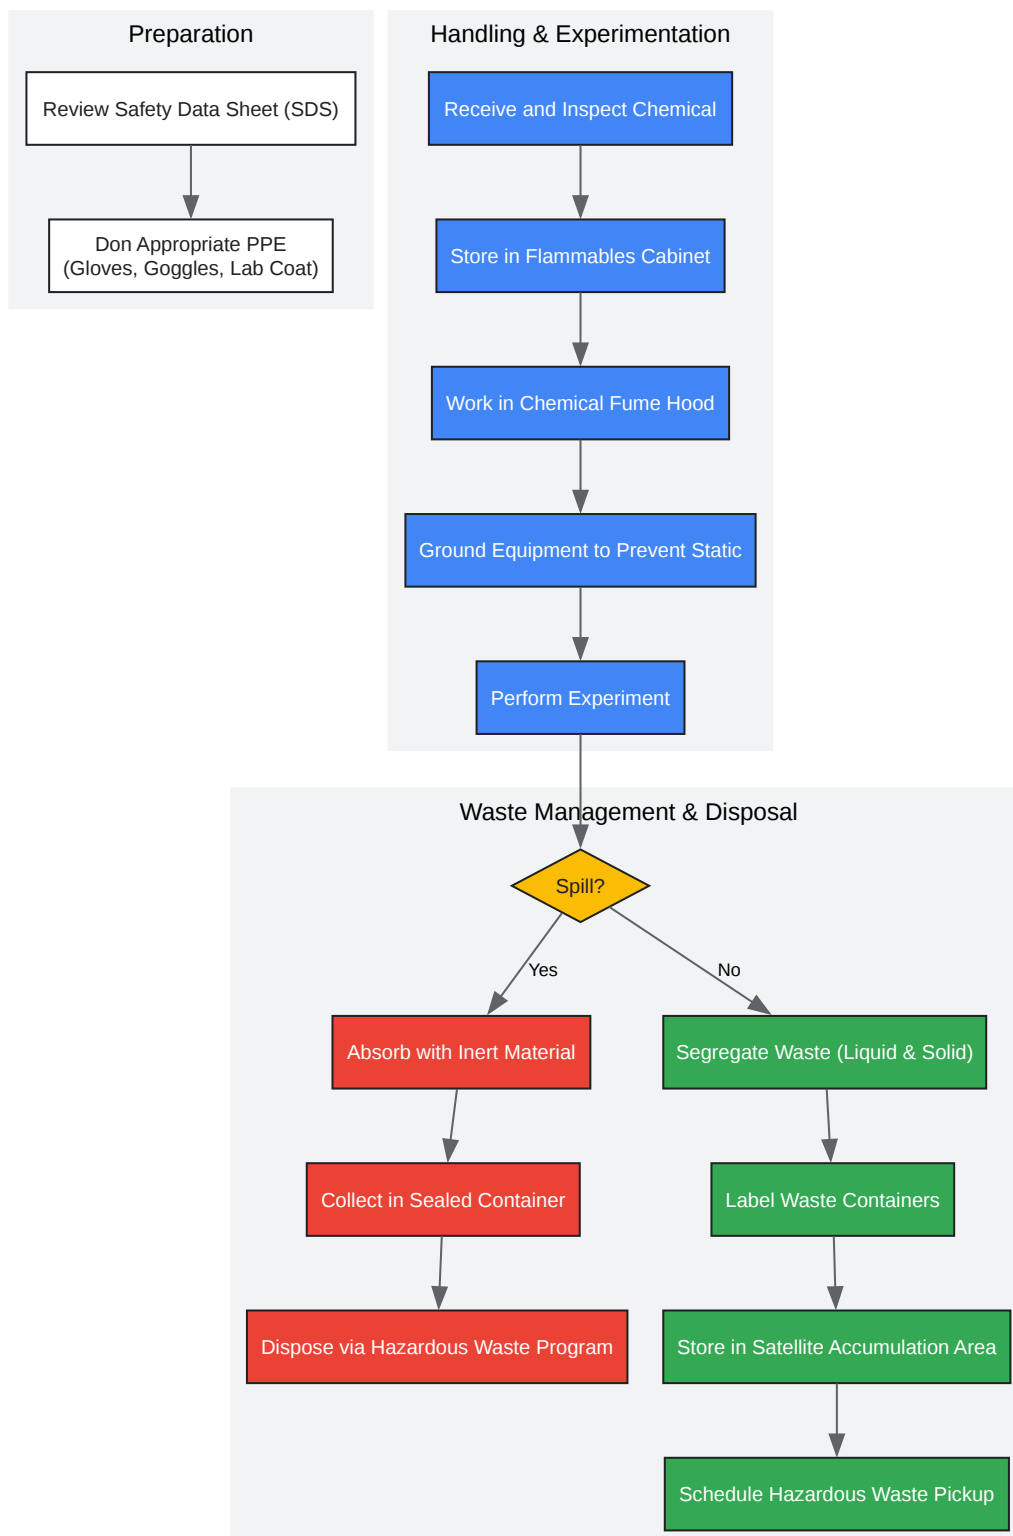 Preparation
Review Safety Data Sheet (SDS)
Don Appropriate PPE
(Gloves, Goggles, Lab Coat)
Handling & Experimentation
Receive and Inspect Chemical
Store in Flammables Cabinet
Work in Chemical Fume Hood
Ground Equipment to Prevent Static
Perform Experiment
Waste Management & Disposal
Spill?
Yes
No
Absorb with Inert Material
Collect in Sealed Container
Dispose via Hazardous Waste Program
Segregate Waste (Liquid & Solid)
Label Waste Containers
Store in Satellite Accumulation Area
Schedule Hazardous Waste Pickup